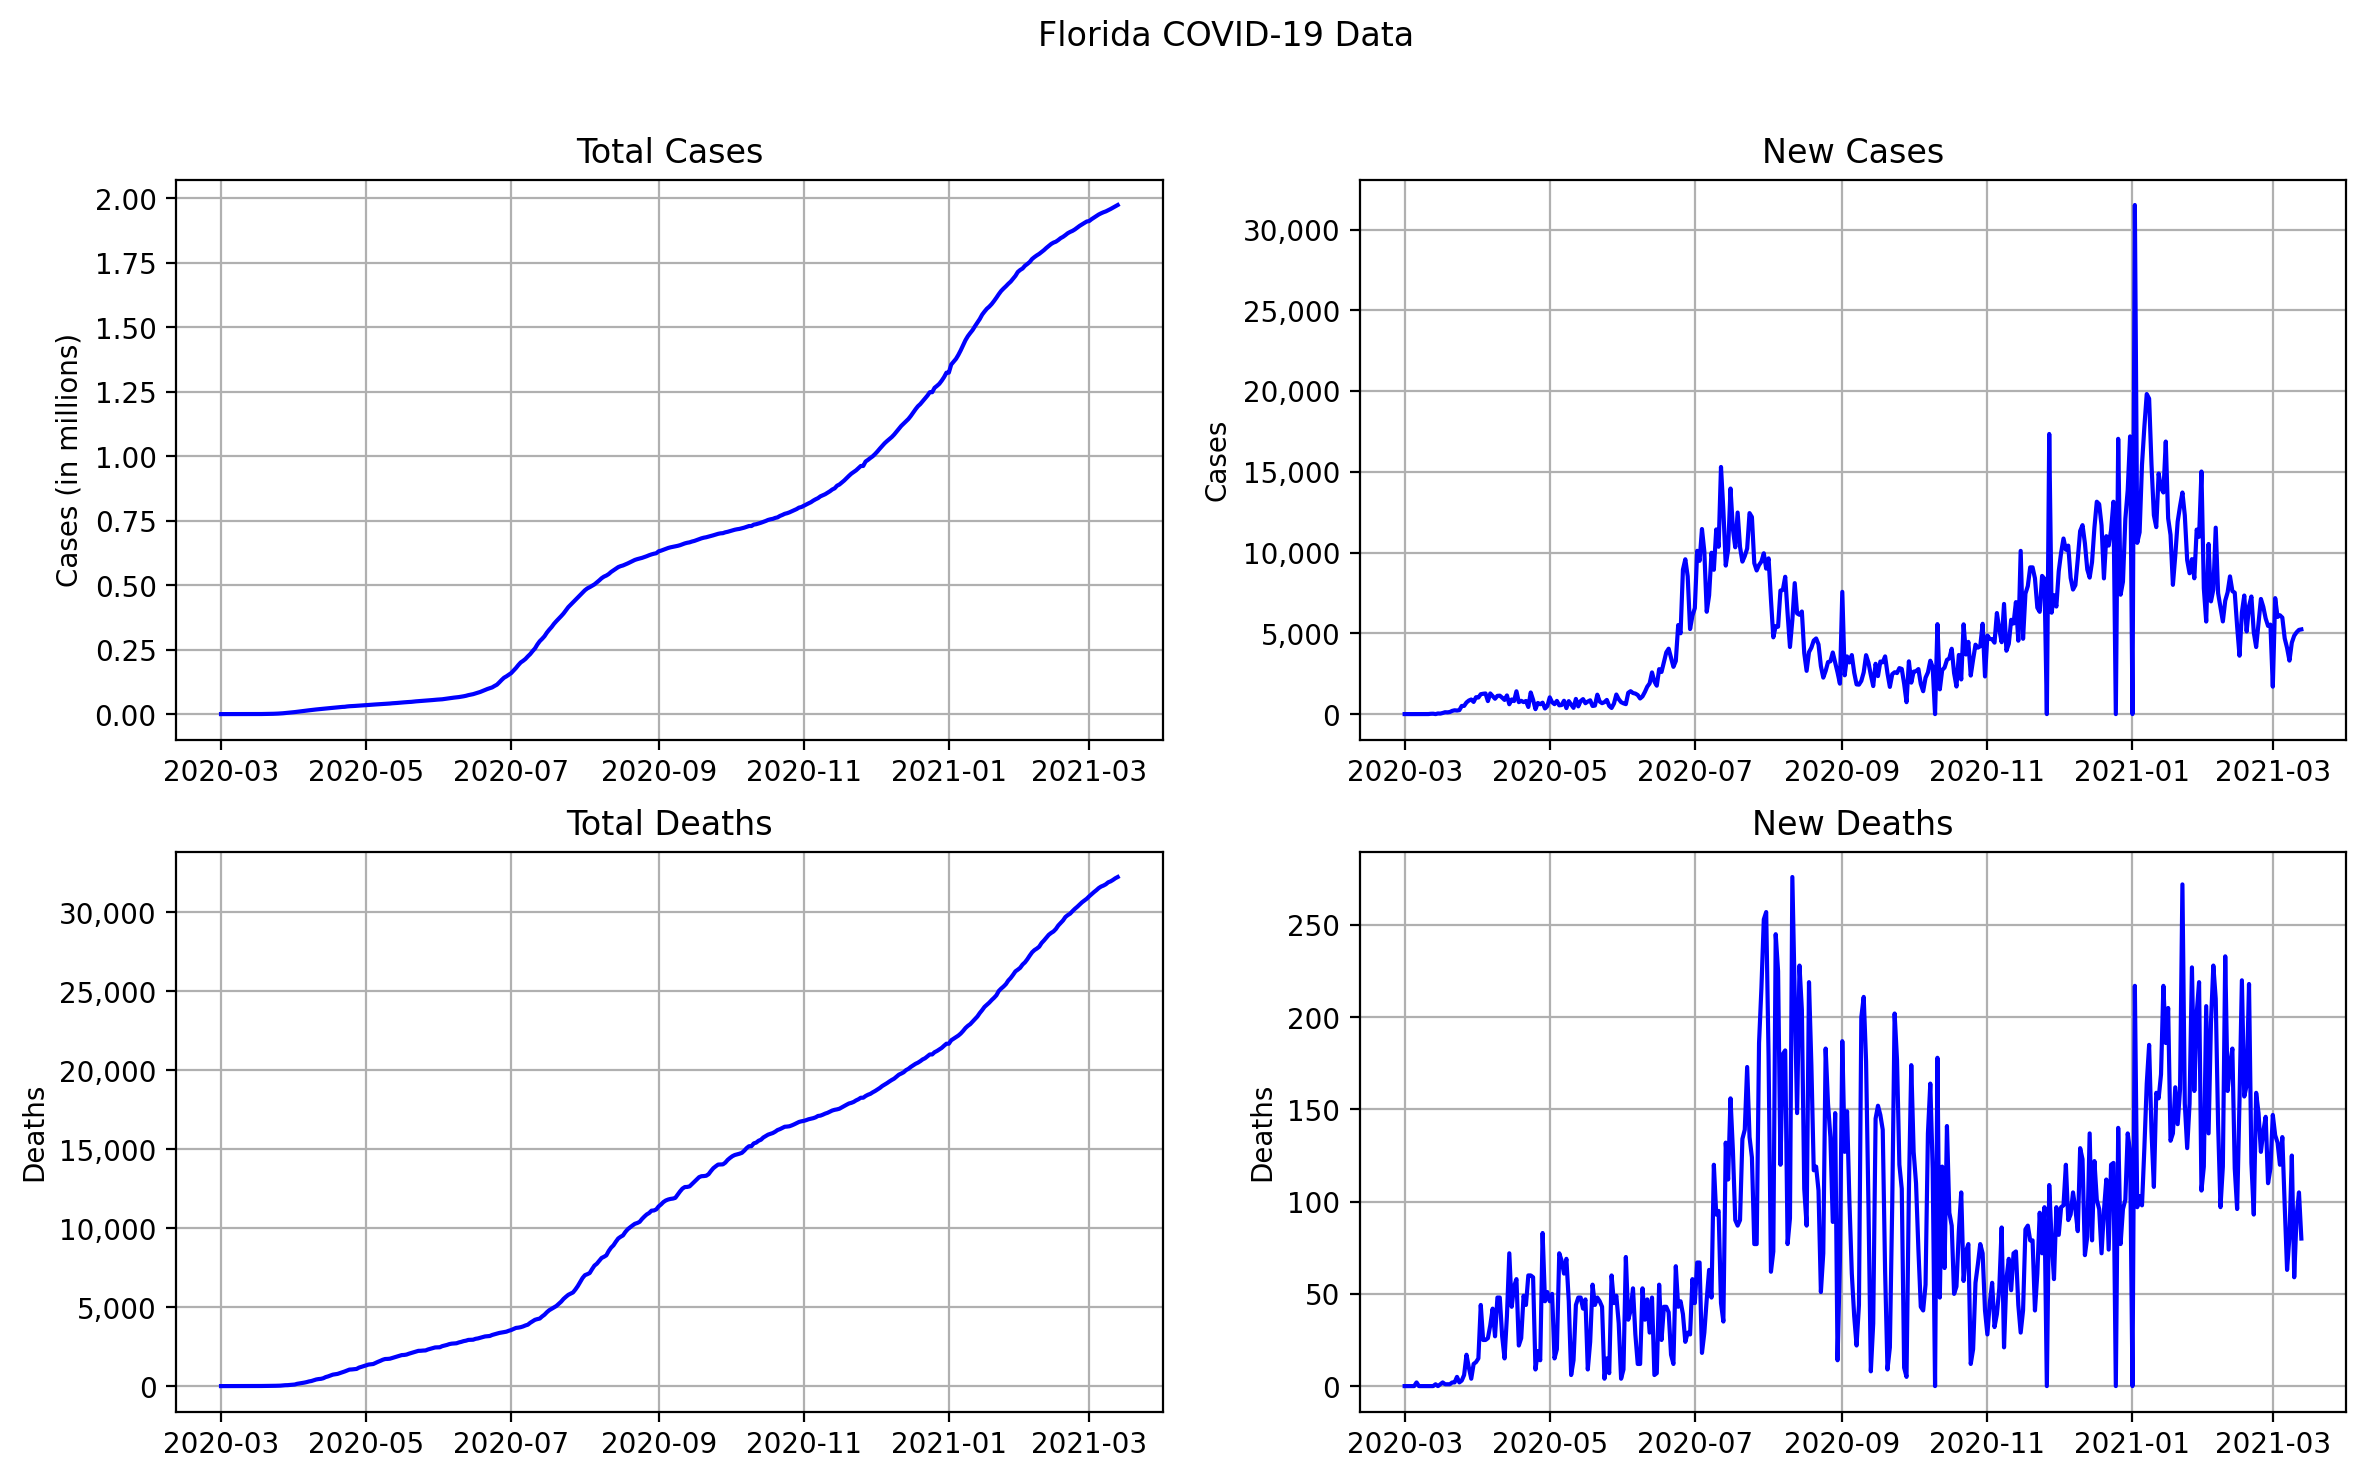 Florida COVID-19 Data
Total Cases
Cases (in millions)
2.00
1.75
1.50
1.25
1.00
0.75
0.50
0.25
0.00
2020-03 2020-05 2020-07 2020-09 2020-11 2021-01 2021-03
New Cases
Cases
30,000
25,000
20,000
15,000
10,000
5,000
0
2020-03 2020-05 2020-07 2020-09 2020-11 2021-01 2021-03
Total Deaths
Deaths
30,000
25,000
20,000
15,000
10,000
5,000
0
2020-03 2020-05 2020-07 2020-09 2020-11 2021-01 2021-03
New Deaths
Deaths
250
200
150
100
50
0
2020-03 2020-05 2020-07 2020-09 2020-11 2021-01 2021-03